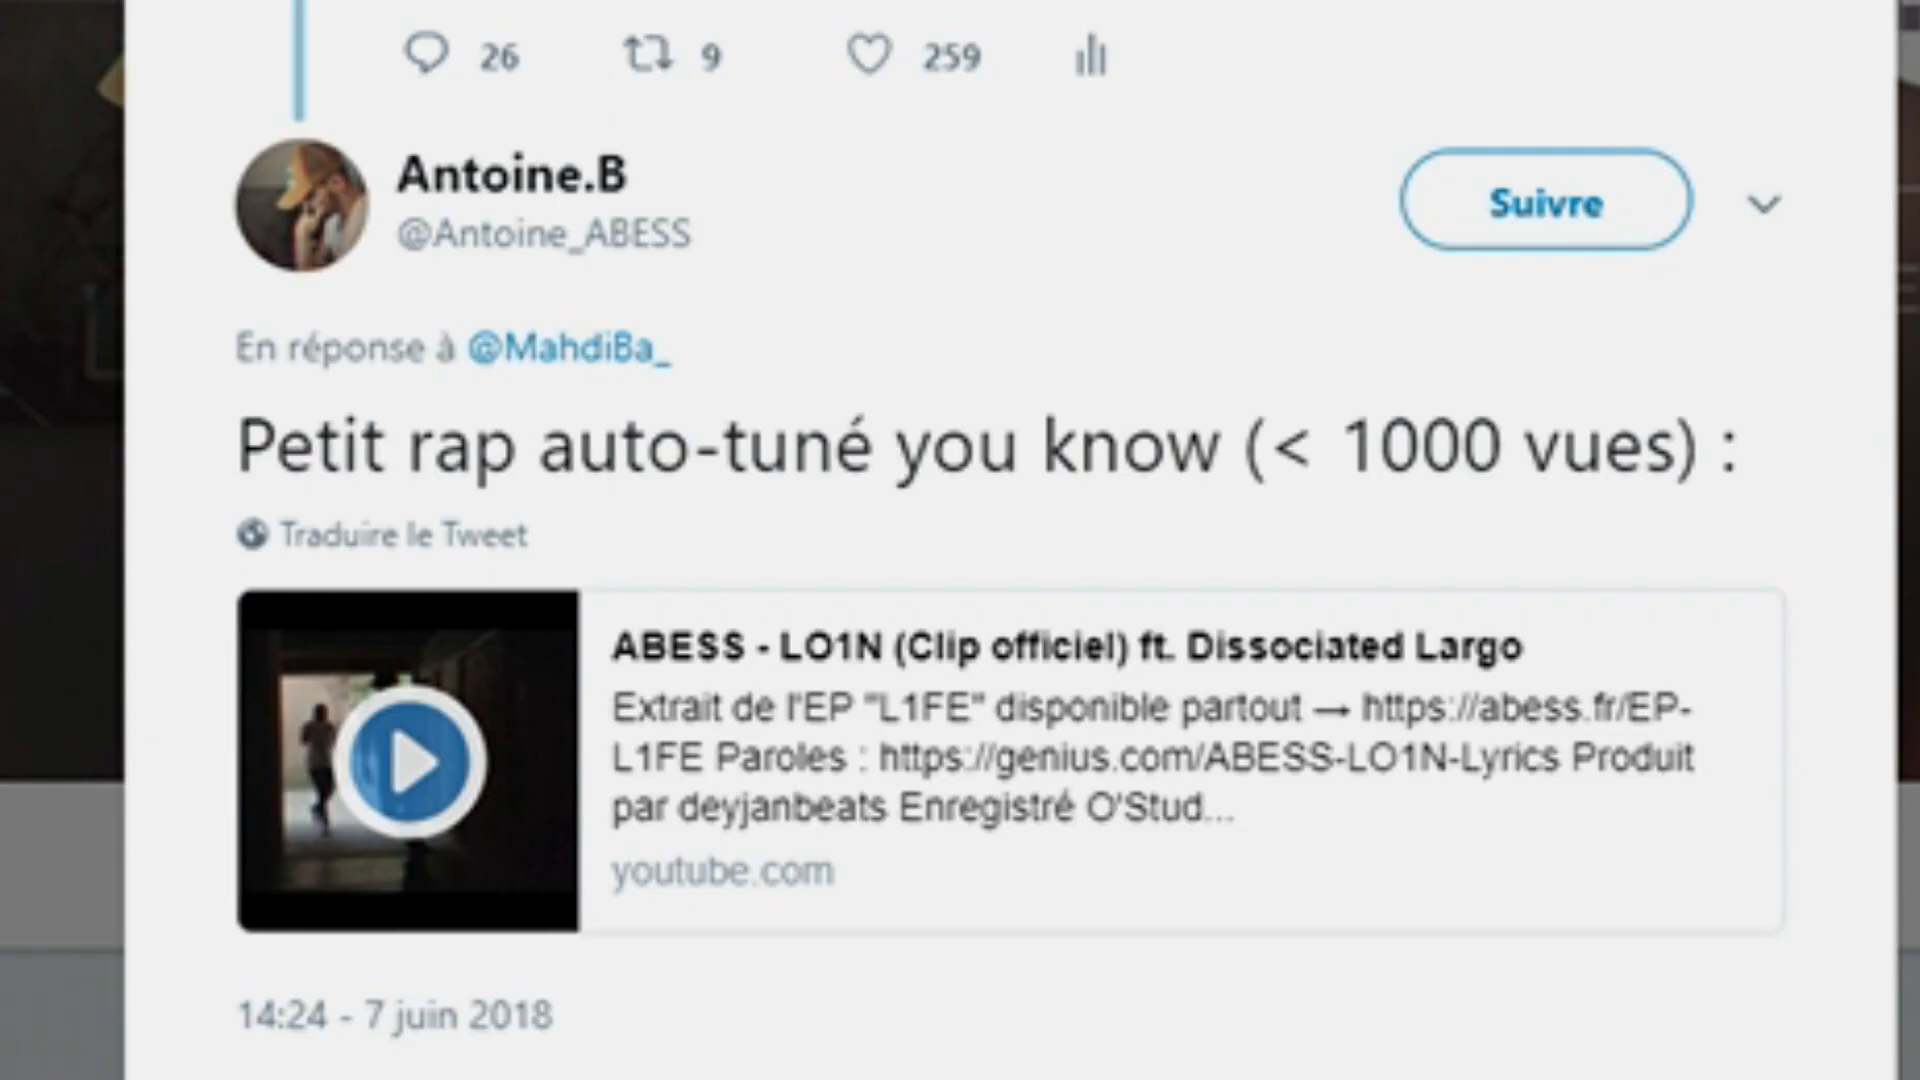 26 9 259
Antoine.B
@Antoine_ABESS
Suivre
En réponse à @MahdiBa_
Petit rap auto-tuné you know (< 1000 vues) :
Traduire le Tweet
ABESS - LO1N (Clip officiel) ft. Dissociated Largo
Extrait de l'EP "L1FE" disponible partout → https://abess.fr/EP-
L1FE Paroles : https://genius.com/ABESS-LO1N-Lyrics Produit
par deyjanbeats Enregistré O'Stud...
youtube.com
14:24 - 7 juin 2018